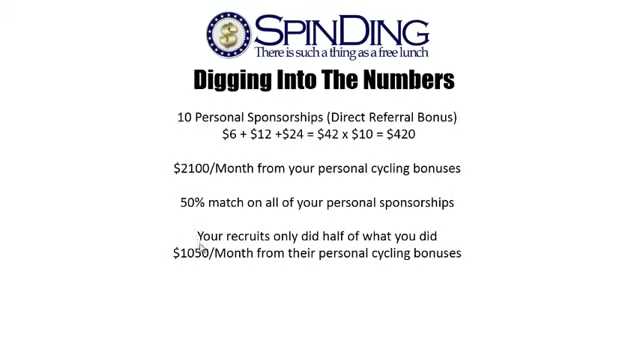 SPINDING
There is such a thing as a free lunch
Digging Into The Numbers
10 Personal Sponsorships (Direct Referral Bonus)
$6 + $12 +$24 = $42 x $10 = $420
$2100/Month from your personal cycling bonuses
50% match on all of your personal sponsorships
Your recruits only did half of what you did
$1050/Month from their personal cycling bonuses